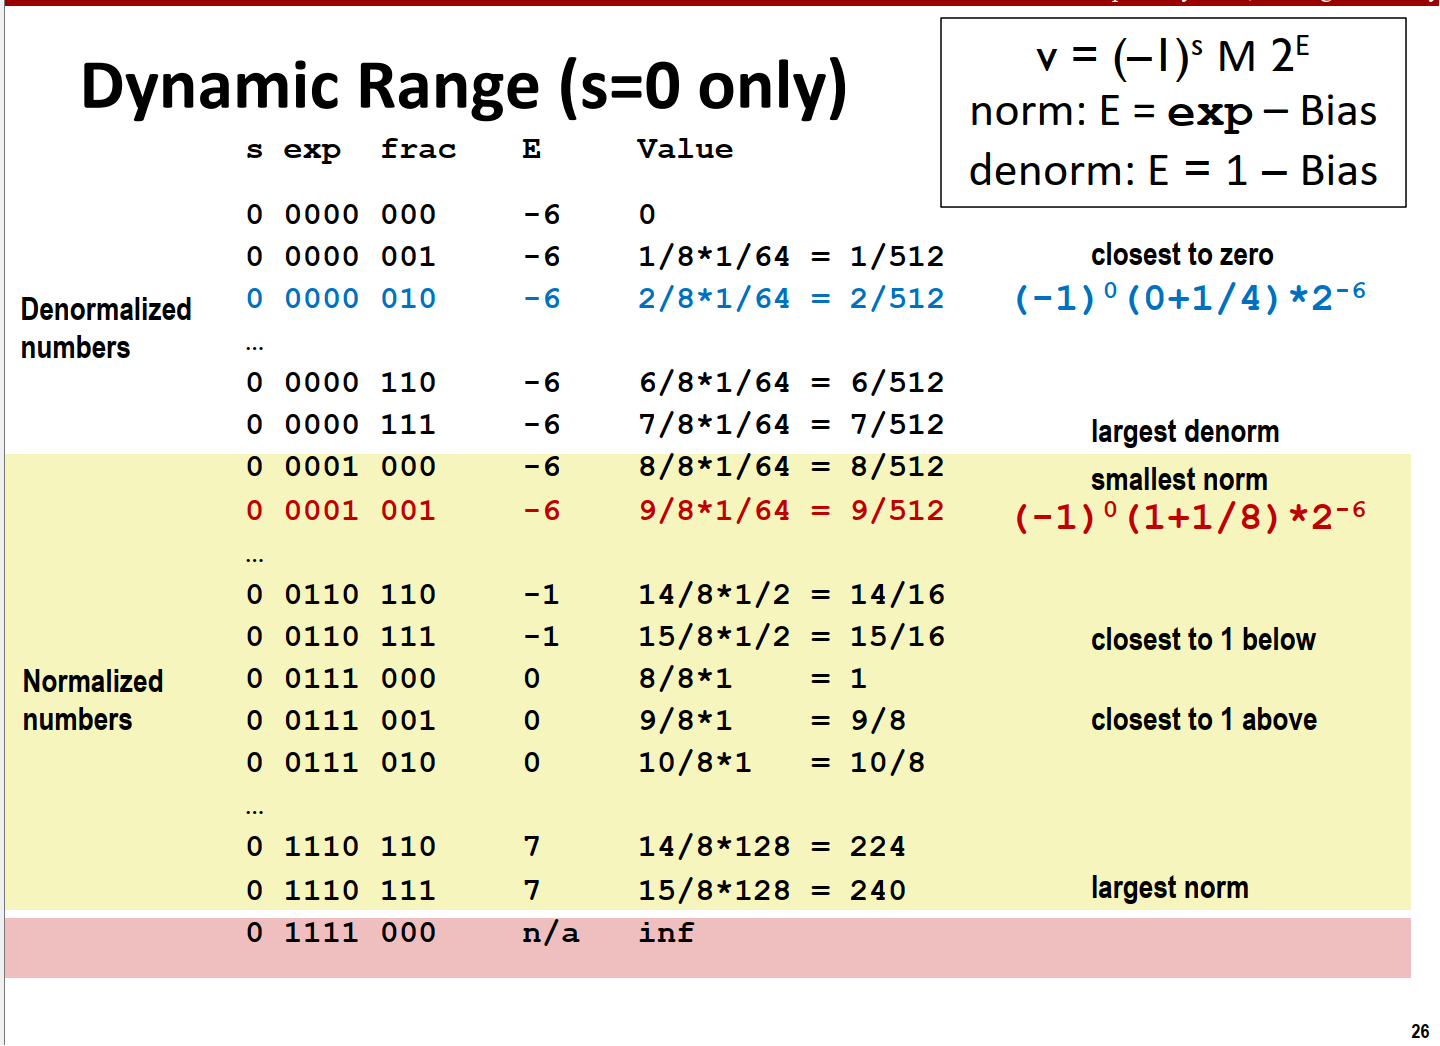 v = (–1)ˢ M 2ᴱ
norm: E = exp – Bias
denorm: E = 1 – Bias
Dynamic Range (s=0 only)
s exp frac E Value
0 0000 000 -6 0
0 0000 001 -6 1/8*1/64 = 1/512 closest to zero
0 0000 010 -6 2/8*1/64 = 2/512 (-1)⁰(0+1/4)*2⁻⁶
Denormalized
numbers
…
0 0000 110 -6 6/8*1/64 = 6/512
0 0000 111 -6 7/8*1/64 = 7/512 largest denorm
0 0001 000 -6 8/8*1/64 = 8/512 smallest norm
0 0001 001 -6 9/8*1/64 = 9/512 (-1)⁰(1+1/8)*2⁻⁶
…
0 0110 110 -1 14/8*1/2 = 14/16
0 0110 111 -1 15/8*1/2 = 15/16 closest to 1 below
Normalized
numbers
0 0111 000 0 8/8*1 = 1
0 0111 001 0 9/8*1 = 9/8 closest to 1 above
0 0111 010 0 10/8*1 = 10/8
…
0 1110 110 7 14/8*128 = 224
0 1110 111 7 15/8*128 = 240 largest norm
0 1111 000 n/a inf
26